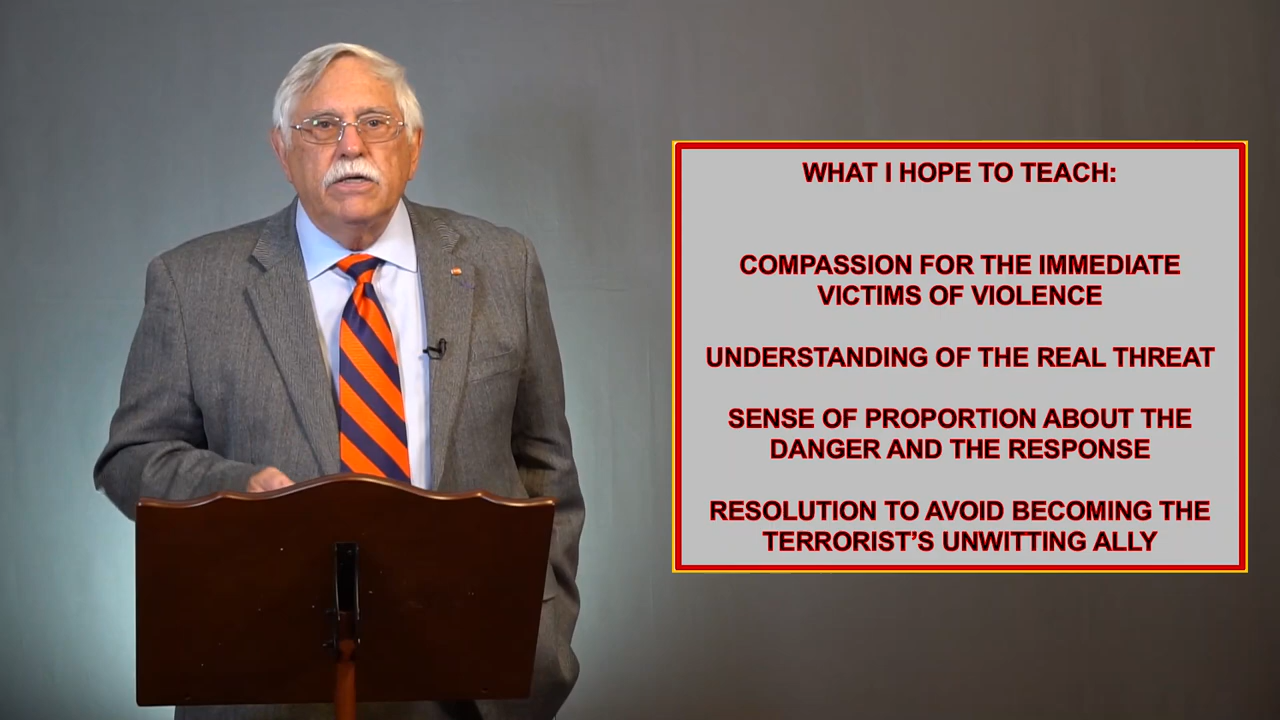 WHAT I HOPE TO TEACH:
COMPASSION FOR THE IMMEDIATE
VICTIMS OF VIOLENCE
UNDERSTANDING OF THE REAL THREAT
SENSE OF PROPORTION ABOUT THE
DANGER AND THE RESPONSE
RESOLUTION TO AVOID BECOMING THE
TERRORIST’S UNWITTING ALLY